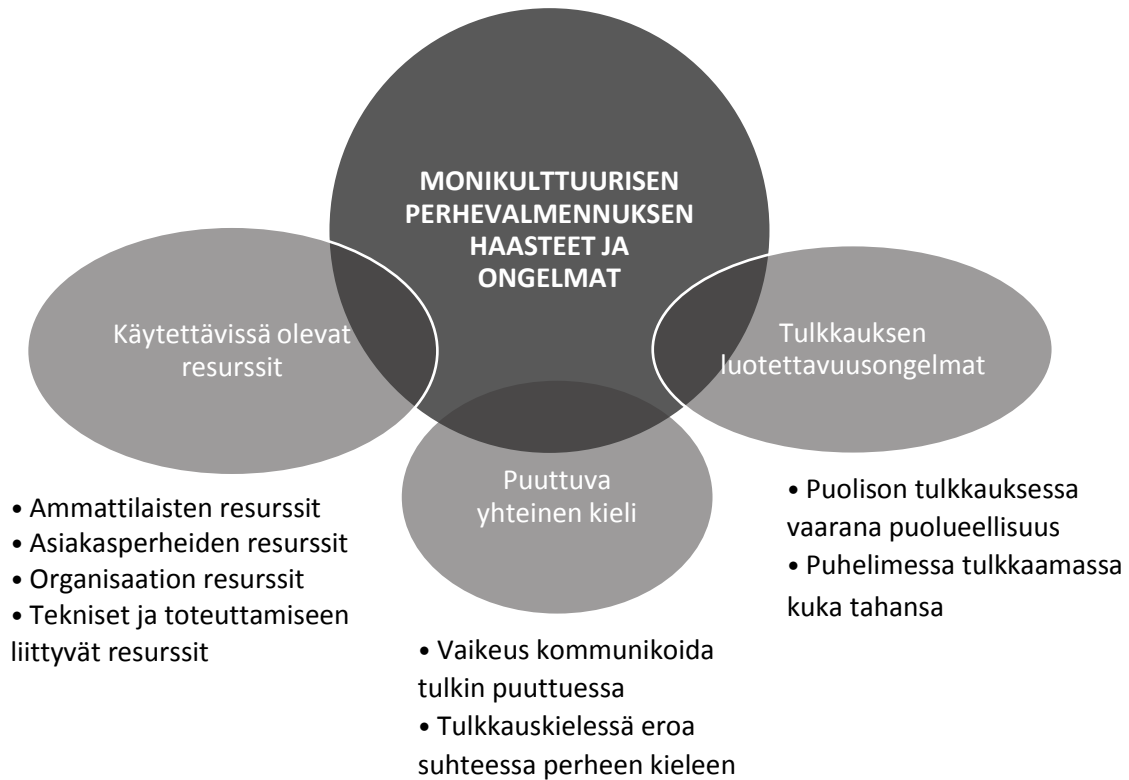 MONIKULTTUURISEN
PERHEVALMENNUKSEN
HAASTEET JA
ONGELMAT
Käytettävissä olevat
resurssit
• Ammattilaisten resurssit
• Asiakasperheiden resurssit
• Organisaation resurssit
• Tekniset ja toteuttamiseen
liittyvät resurssit
Puuttuva
yhteinen kieli
• Vaikeus kommunikoida
tulkin puuttuessa
• Tulkkauskielessä eroa
suhteessa perheen kieleen
Tulkkauksen
luotettavuusongelmat
• Puolison tulkkauksessa
vaarana puolueellisuus
• Puhelimessa tulkkaamassa
kuka tahansa